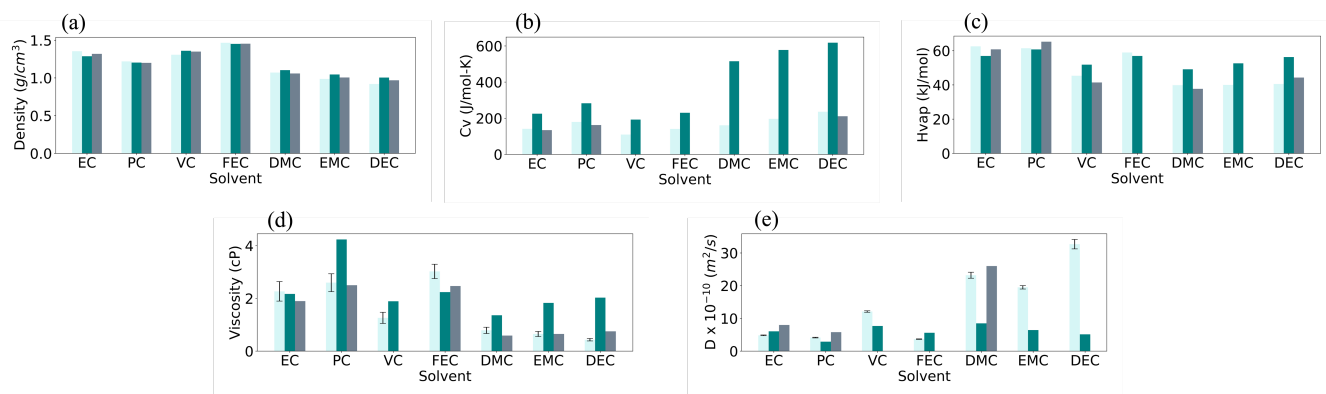 (a)
1.5
1.0
0.5
0.0
Density (g/cm³)
EC PC VC FEC DMC EMC DEC
Solvent
(b)
600
400
200
0
Cv (J/mol-K)
EC PC VC FEC DMC EMC DEC
Solvent
(c)
60
40
20
0
Hvap (kJ/mol)
EC PC VC FEC DMC EMC DEC
Solvent
(d)
4
2
0
Viscosity (cP)
EC PC VC FEC DMC EMC DEC
Solvent
(e)
30
20
10
0
D x 10⁻¹⁰ (m²/s)
EC PC VC FEC DMC EMC DEC
Solvent